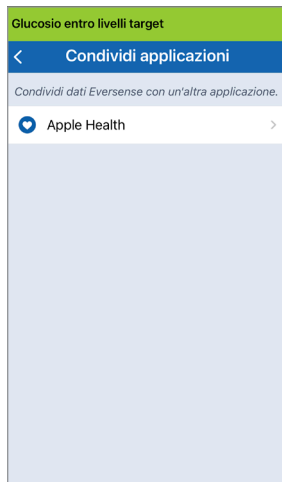 Glucosio entro livelli target
Condividi applicazioni
Condividi dati Eversense con un'altra applicazione.
Apple Health